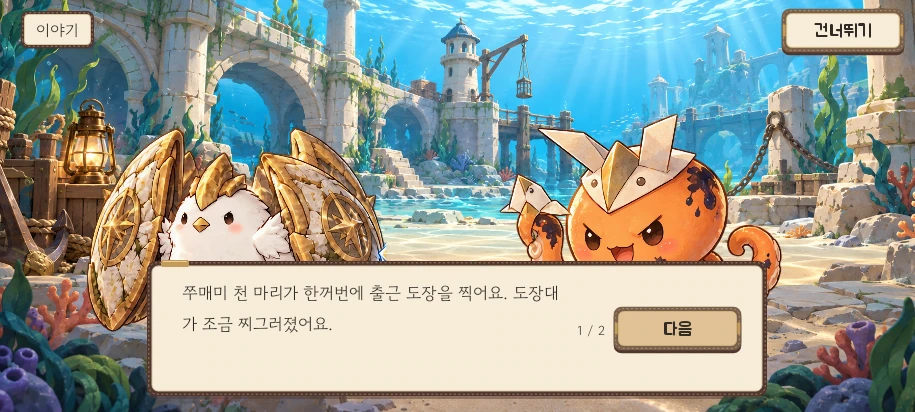 이야기
건너뛰기
쭈매미 천 마리가 한꺼번에 출근 도장을 찍어요. 도장대
가 조금 찌그러졌어요.
1 / 2
다음